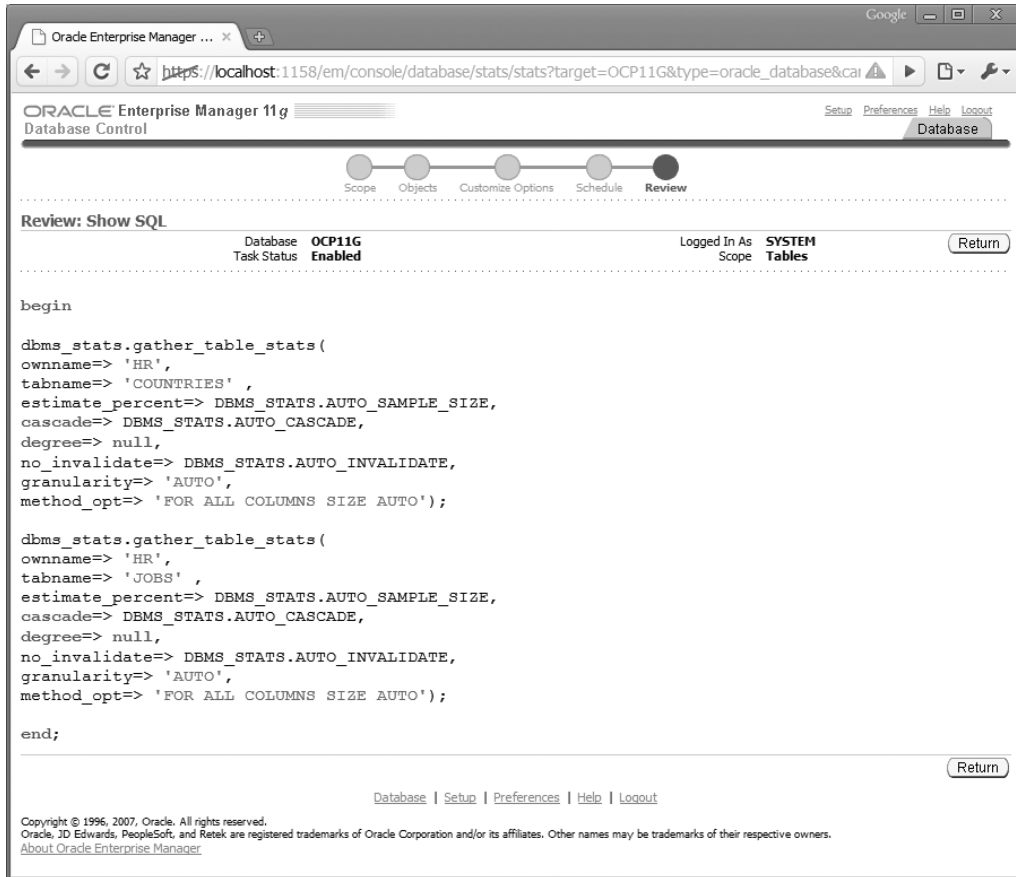 Google
Oracle Enterprise Manager ...
https://localhost:1158/em/console/database/stats/stats?target=OCP11G&type=oracle_database&car
ORACLE Enterprise Manager 11g
Database Control
Setup Preferences Help Logout
Database
Scope Objects Customize Options Schedule Review
Review: Show SQL
Database OCP11G Logged In As SYSTEM
Task Status Enabled Scope Tables
Return
begin
dbms_stats.gather_table_stats(
ownname=> 'HR',
tabname=> 'COUNTRIES' ,
estimate_percent=> DBMS_STATS.AUTO_SAMPLE_SIZE,
cascade=> DBMS_STATS.AUTO_CASCADE,
degree=> null,
no_invalidate=> DBMS_STATS.AUTO_INVALIDATE,
granularity=> 'AUTO',
method_opt=> 'FOR ALL COLUMNS SIZE AUTO');
dbms_stats.gather_table_stats(
ownname=> 'HR',
tabname=> 'JOBS' ,
estimate_percent=> DBMS_STATS.AUTO_SAMPLE_SIZE,
cascade=> DBMS_STATS.AUTO_CASCADE,
degree=> null,
no_invalidate=> DBMS_STATS.AUTO_INVALIDATE,
granularity=> 'AUTO',
method_opt=> 'FOR ALL COLUMNS SIZE AUTO');
end;
Return
Database | Setup | Preferences | Help | Logout
Copyright © 1996, 2007, Oracle. All rights reserved.
Oracle, JD Edwards, PeopleSoft, and Retek are registered trademarks of Oracle Corporation and/or its affiliates. Other names may be trademarks of their respective owners.
About Oracle Enterprise Manager